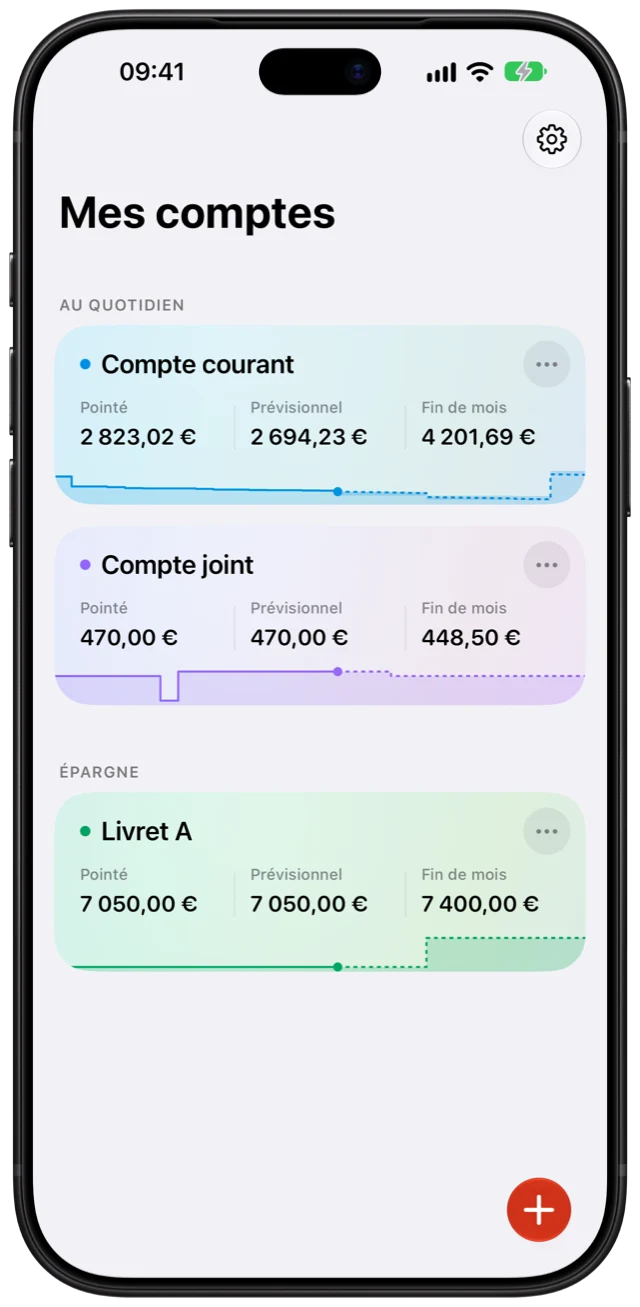 09:41
Mes comptes
AU QUOTIDIEN
Compte courant
Pointé Prévisionnel Fin de mois
2 823,02 € 2 694,23 € 4 201,69 €
Compte joint
Pointé Prévisionnel Fin de mois
470,00 € 470,00 € 448,50 €
ÉPARGNE
Livret A
Pointé Prévisionnel Fin de mois
7 050,00 € 7 050,00 € 7 400,00 €